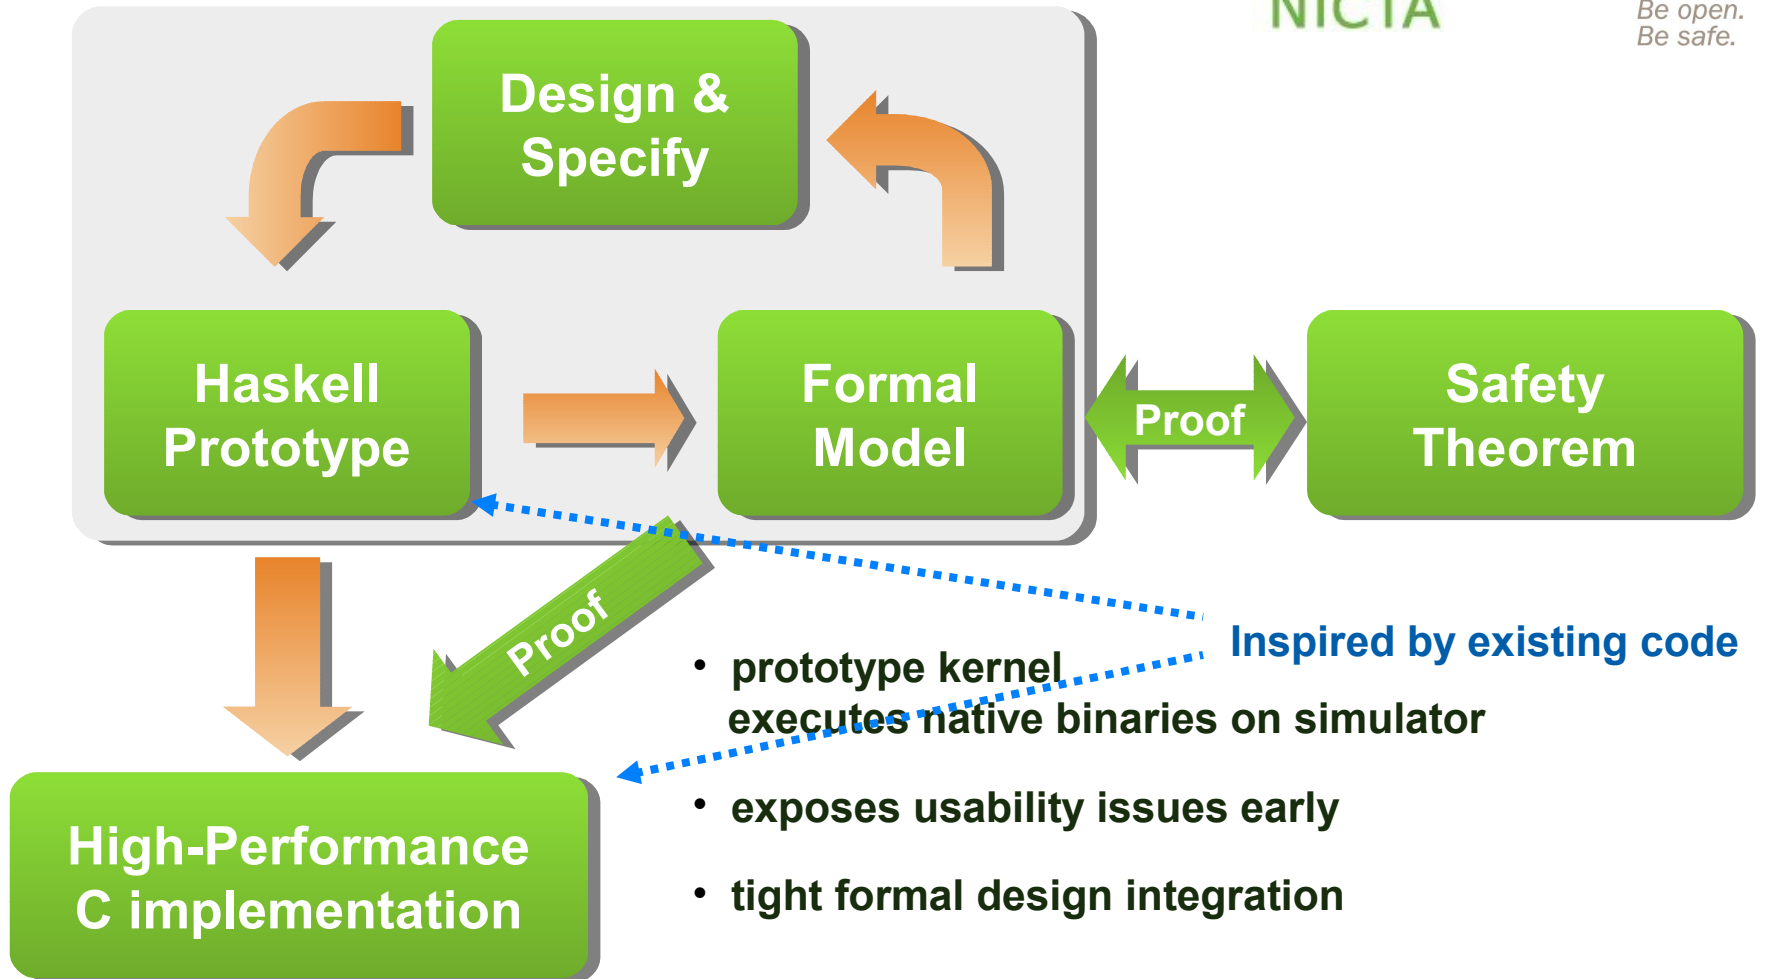 NICTA
Be open.
Be safe.
Design &
Specify
Haskell
Prototype
Formal
Model
Proof
Safety
Theorem
Proof
Inspired by existing code
• prototype kernel
executes native binaries on simulator
• exposes usability issues early
• tight formal design integration
High-Performance
C implementation